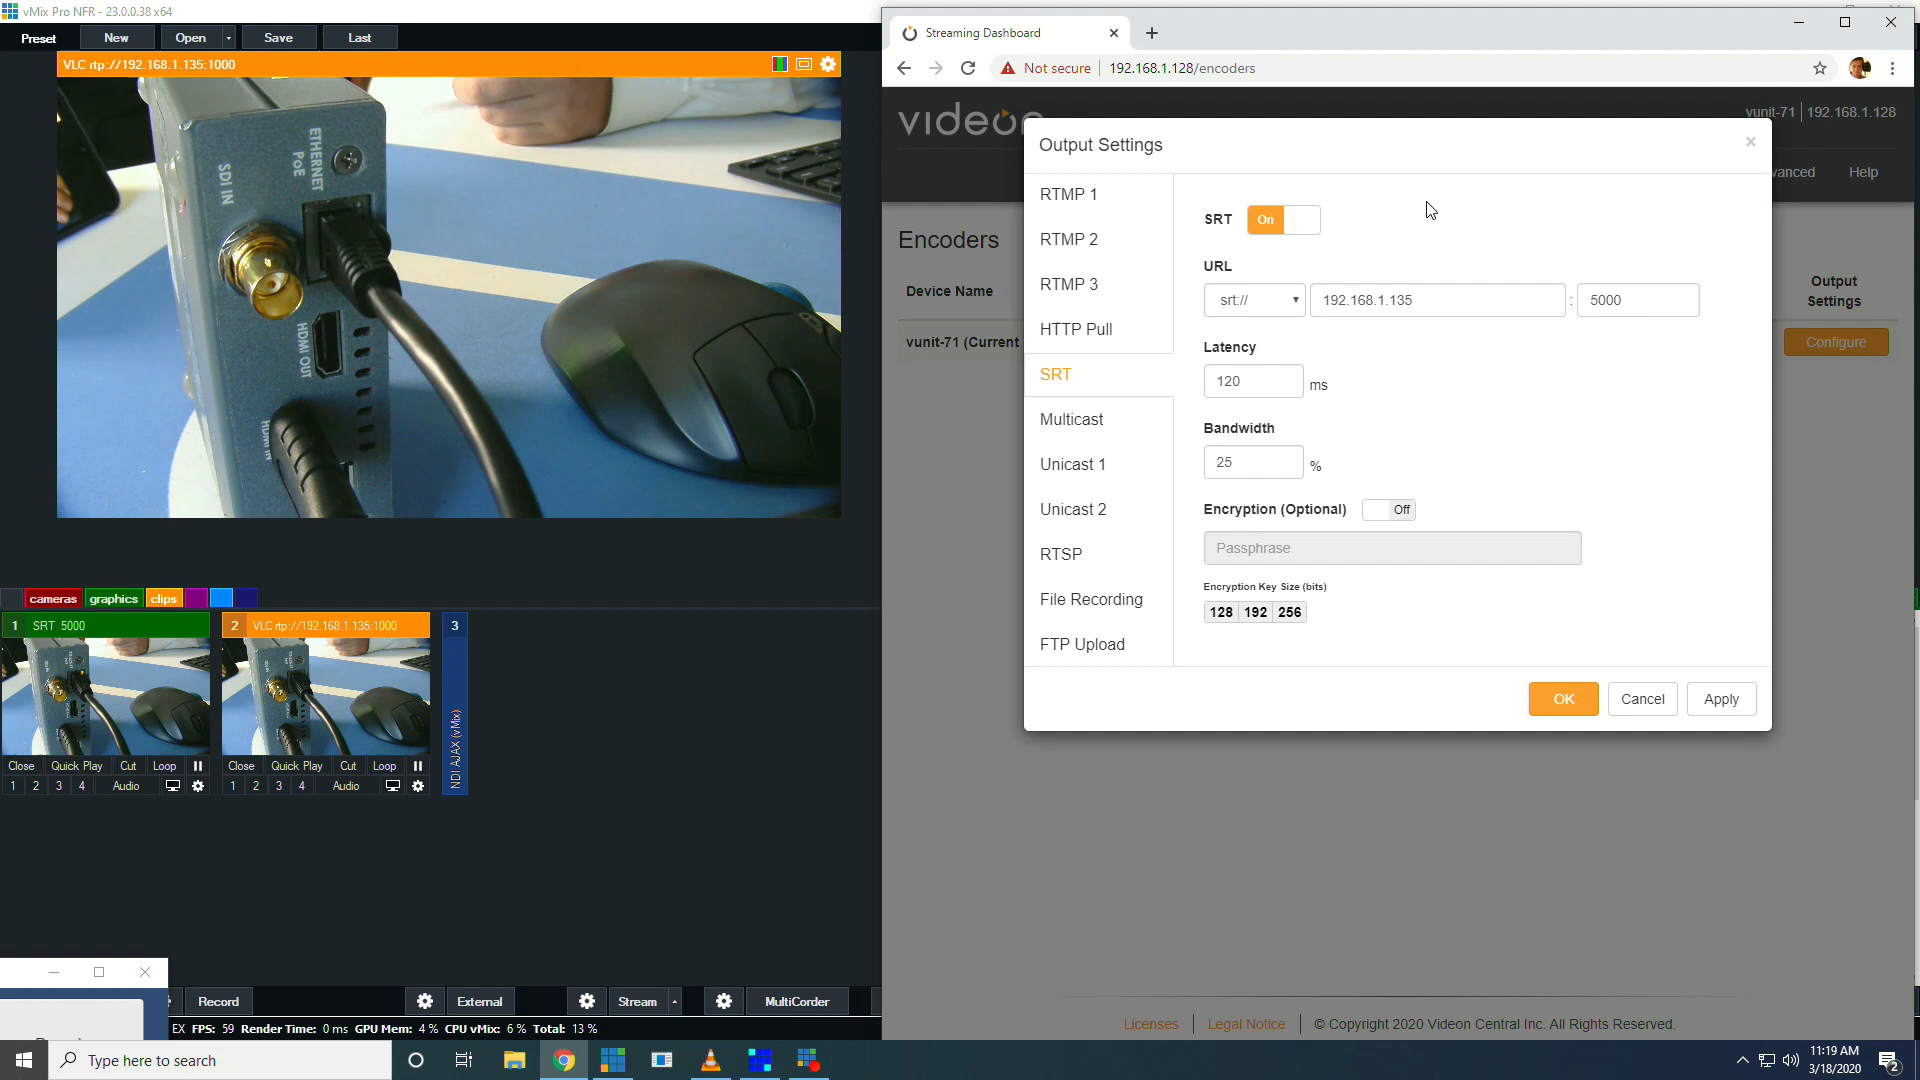 vMix Pro NFR - 23.0.0.38 x64
Preset
New
Open
Save
Last
VLC rtp://192.168.1.135:1000
ETHERNET
PoE
SDI IN
HDMI OUT
HDMI IN
cameras
graphics
clips
1 SRT 5000
2 VLC rtp://192.168.1.135:1000
3
NDI AJAX (vMix)
Close Quick Play Cut Loop
1 2 3 4 Audio
Close Quick Play Cut Loop
1 2 3 4 Audio
Record
External
Stream
MultiCorder
EX FPS: 59 Render Time: 0 ms GPU Mem: 4 % CPU vMix: 6 % Total: 13 %
Streaming Dashboard
Not secure
192.168.1.128/encoders
videon
vunit-71
192.168.1.128
vanced
Help
Encoders
Device Name
Output
Settings
vunit-71 (Current
Configure
Output Settings
RTMP 1
RTMP 2
RTMP 3
HTTP Pull
SRT
Multicast
Unicast 1
Unicast 2
RTSP
File Recording
FTP Upload
SRT On
URL
srt:// 192.168.1.135 : 5000
Latency
120 ms
Bandwidth
25 %
Encryption (Optional) Off
Passphrase
Encryption Key Size (bits)
128 192 256
OK
Cancel
Apply
Licenses
Legal Notice
© Copyright 2020 Videon Central Inc. All Rights Reserved.
Type here to search
11:19 AM
3/18/2020
2